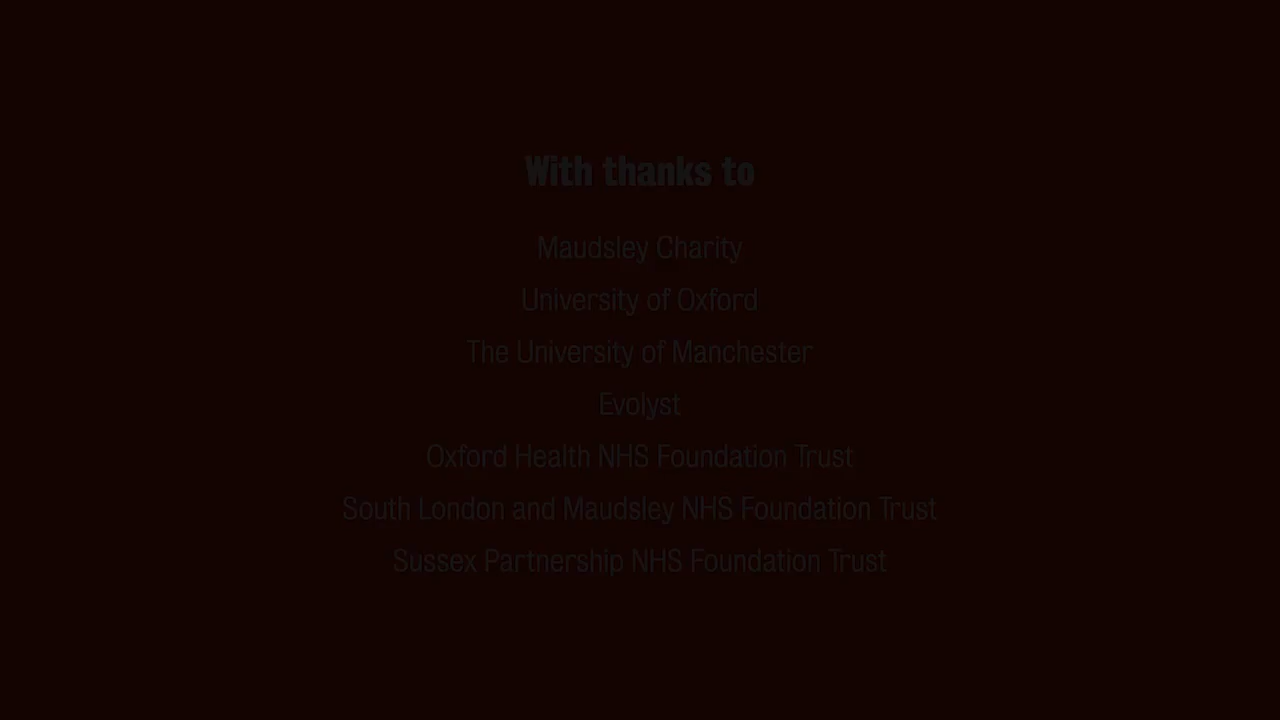 With thanks to
Maudsley Charity
University of Oxford
The University of Manchester
Evolyst
Oxford Health NHS Foundation Trust
South London and Maudsley NHS Foundation Trust
Sussex Partnership NHS Foundation Trust